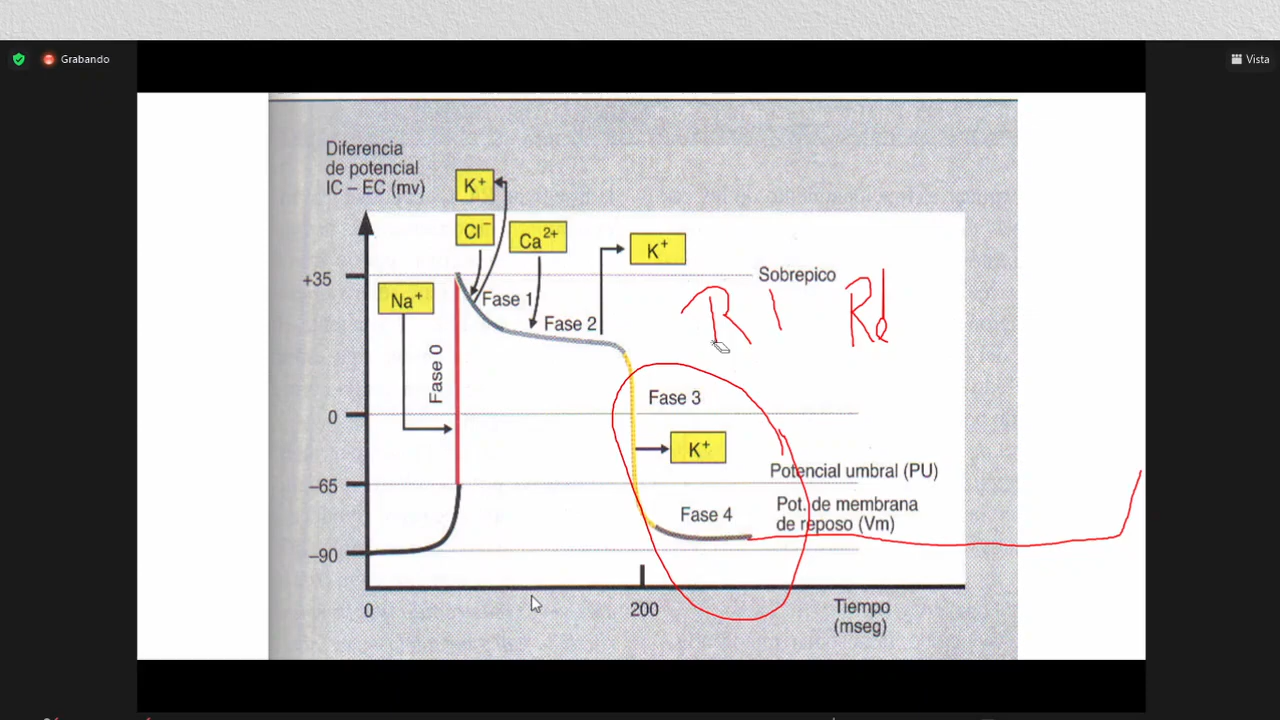 Grabando
Vista
Diferencia
de potencial
IC – EC (mv)
K+
Cl−
Ca2+
K+
+35
Sobrepico
Na+
Fase 1
Fase 2
R I Rd
Fase 0
Fase 3
0
K+
Potencial umbral (PU)
−65
Pot. de membrana
de reposo (Vm)
Fase 4
−90
0
200
Tiempo
(mseg)